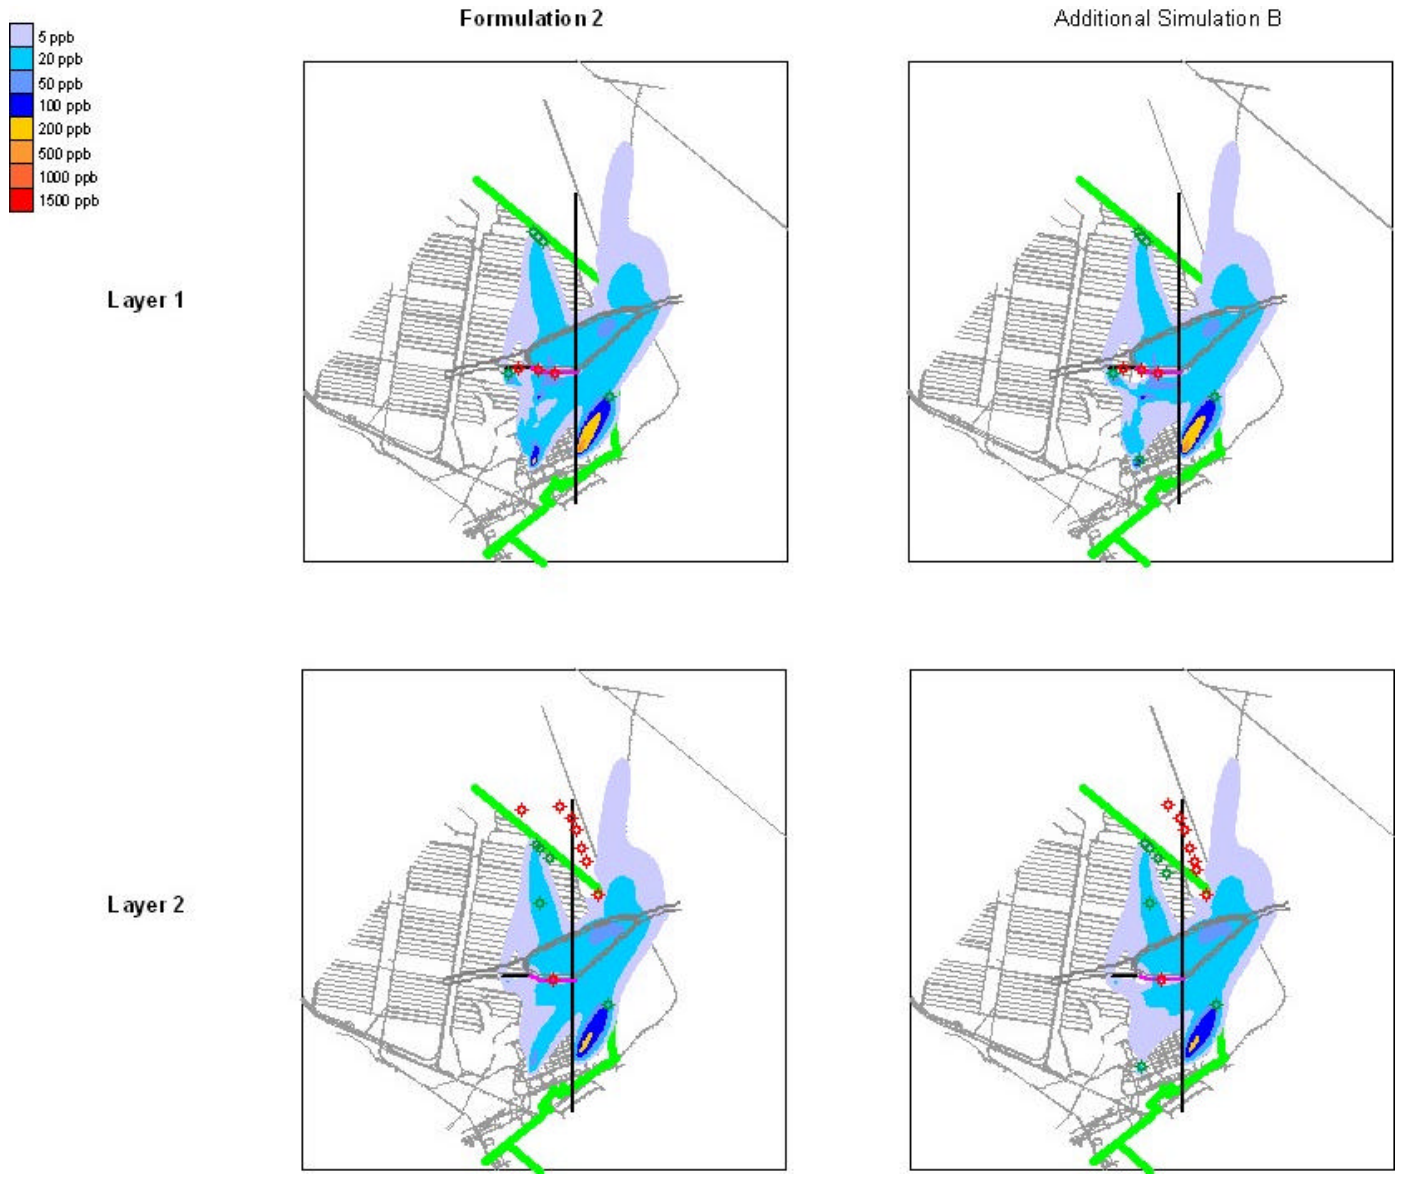 Formulation 2
Additional Simulation B
5 ppb
20 ppb
50 ppb
100 ppb
200 ppb
500 ppb
1000 ppb
1500 ppb
Layer 1
Layer 2